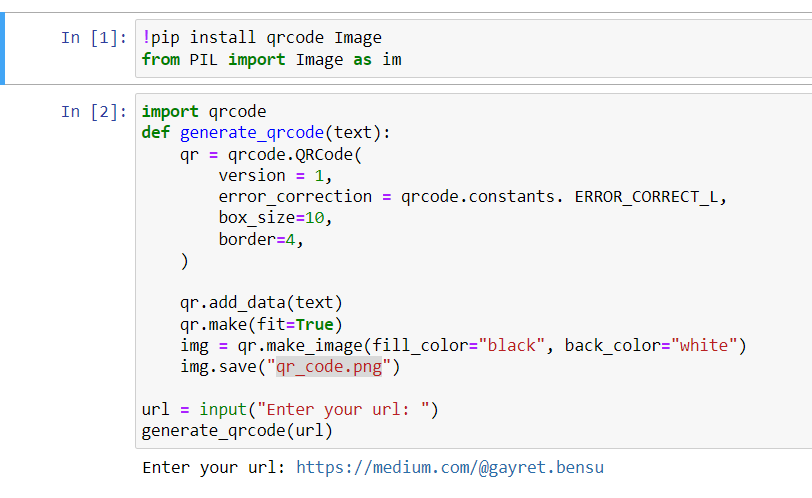 In [1]: !pip install qrcode Image
from PIL import Image as im
In [2]: import qrcode
def generate_qrcode(text):
    qr = qrcode.QRCode(
        version = 1,
        error_correction = qrcode.constants. ERROR_CORRECT_L,
        box_size=10,
        border=4,
    )
    qr.add_data(text)
    qr.make(fit=True)
    img = qr.make_image(fill_color="black", back_color="white")
    img.save("qr_code.png")
url = input("Enter your url: ")
generate_qrcode(url)
Enter your url: https://medium.com/@gayret.bensu